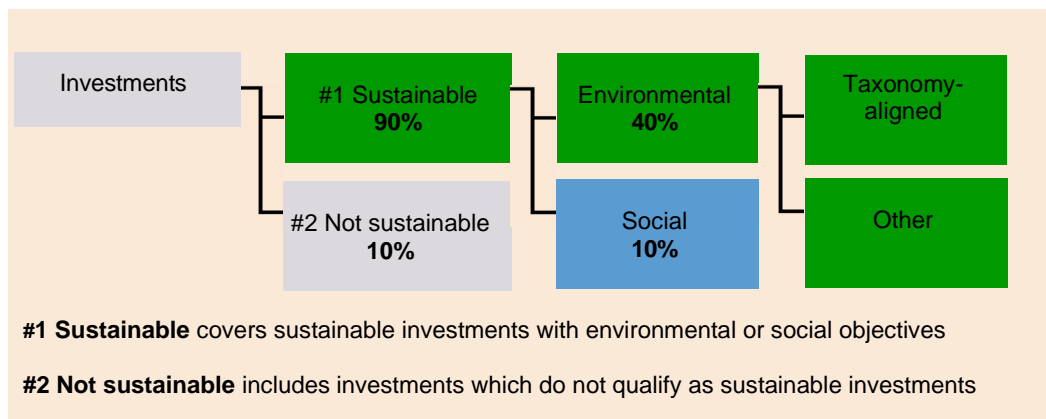 Investments
#1 Sustainable
90%
#2 Not sustainable
10%
Environmental
40%
Social
10%
Taxonomy-
aligned
Other
#1 Sustainable covers sustainable investments with environmental or social objectives
#2 Not sustainable includes investments which do not qualify as sustainable investments